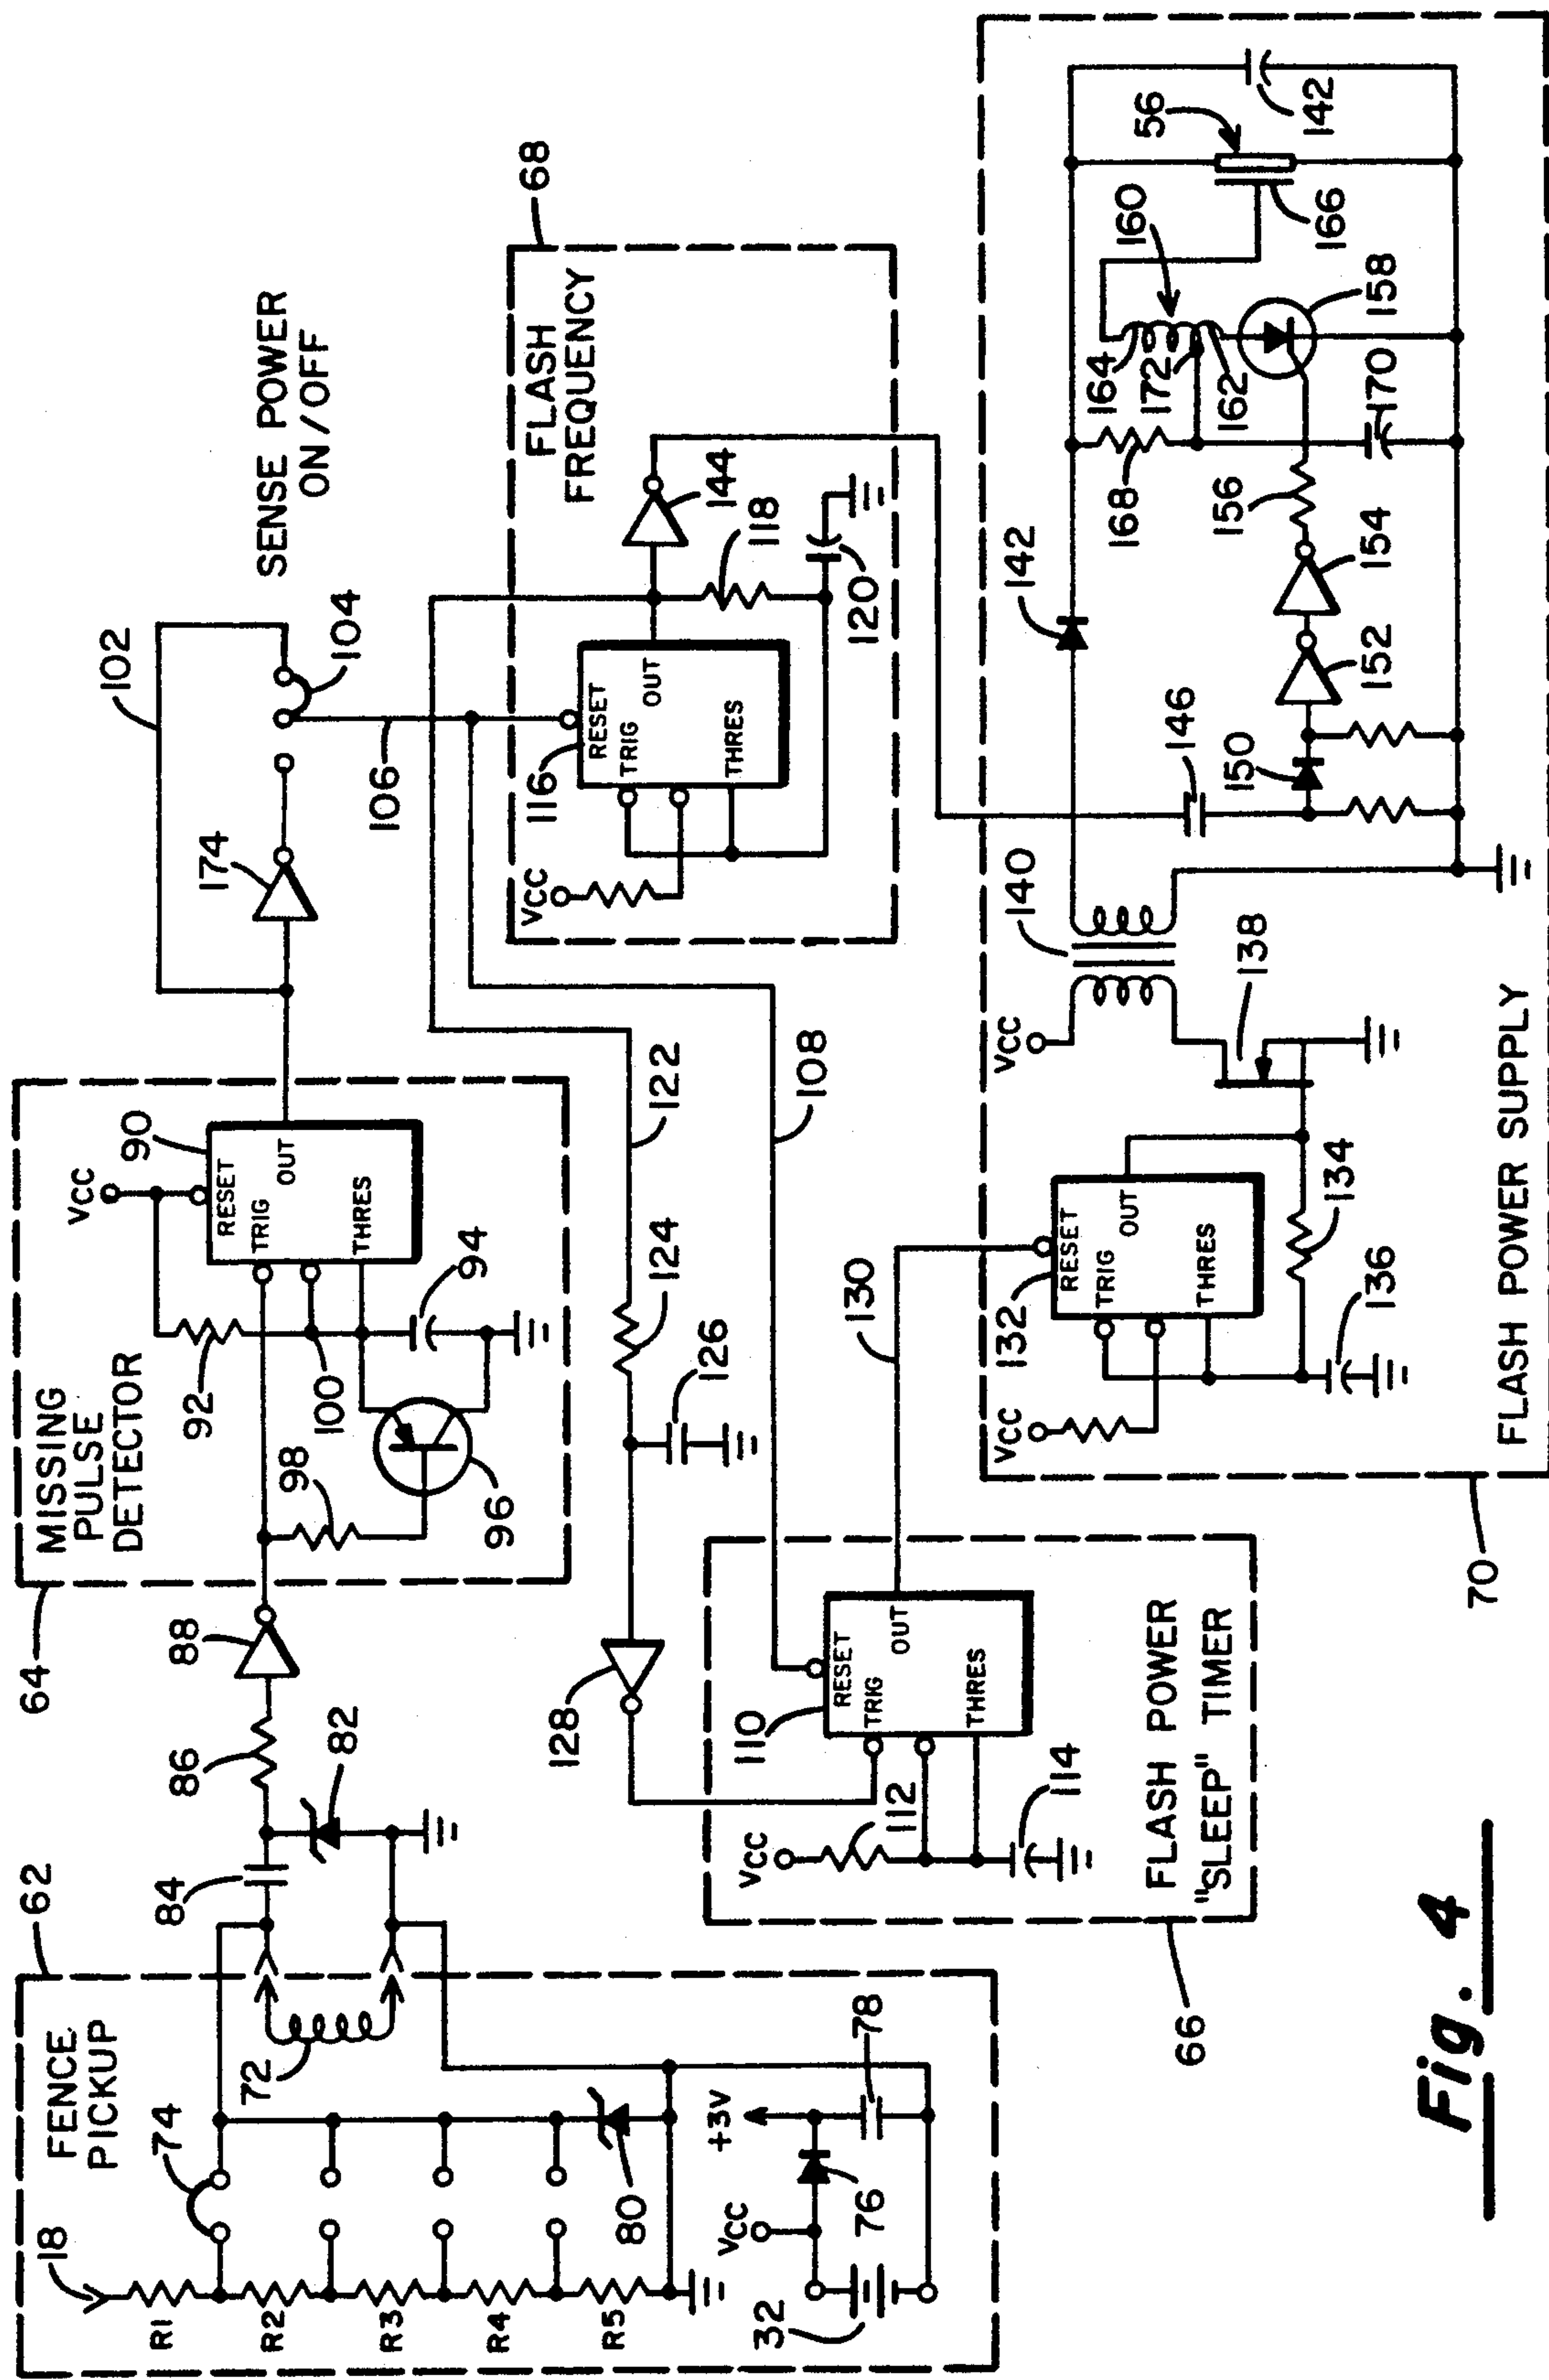 62
FENCE
PICKUP
18
74
R1
R2
R3
R4
R5
72
80
+3V
VCC
76
78
32
84
82
86
88
64
MISSING
PULSE
DETECTOR
VCC
90
92
98
100
94
96
RESET
TRIG
OUT
THRES
102
174
SENSE POWER
ON/OFF
104
106
68
FLASH
FREQUENCY
VCC
116
RESET
TRIG
OUT
THRES
144
118
120
122
124
126
128
108
66
FLASH POWER
"SLEEP" TIMER
VCC
110
112
114
RESET
TRIG
OUT
THRES
130
70
FLASH POWER SUPPLY
VCC
132
RESET
TRIG
OUT
THRES
134
136
VCC
138
140
142
146
150
152
154
156
168
170
164
172
162
160
158
56
166
142
Fig. 4